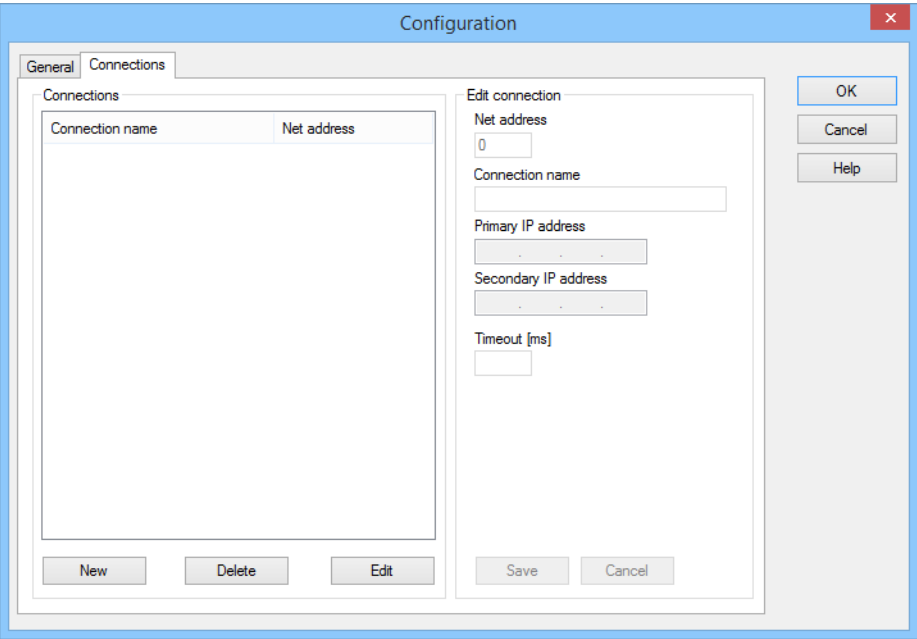 Configuration
General
Connections
Connections
Connection name
Net address
New
Delete
Edit
Edit connection
Net address
0
Connection name
Primary IP address
. . .
Secondary IP address
. . .
Timeout [ms]
Save
Cancel
OK
Cancel
Help